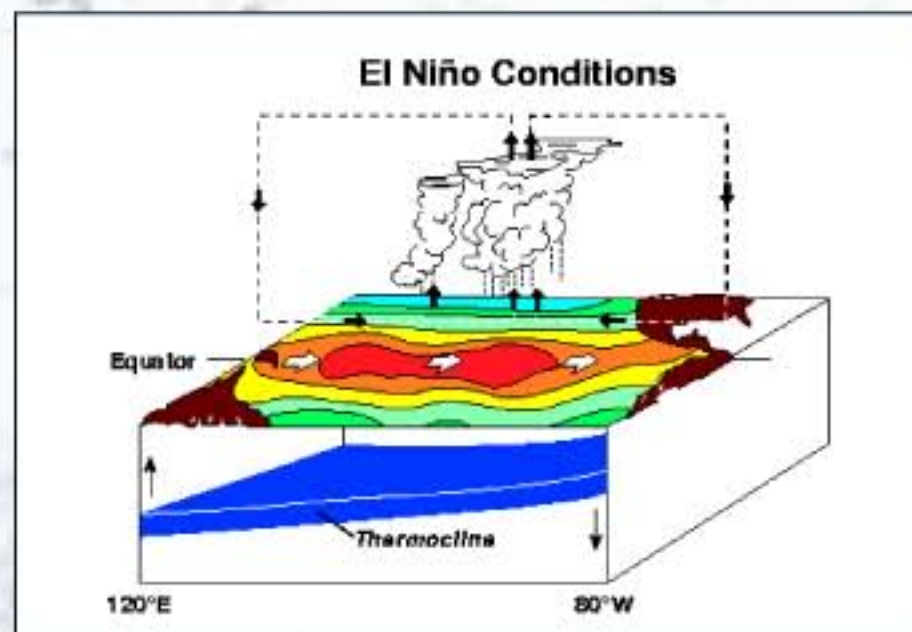 El Niño Conditions
Equator
Thermocline
120°E
80°W